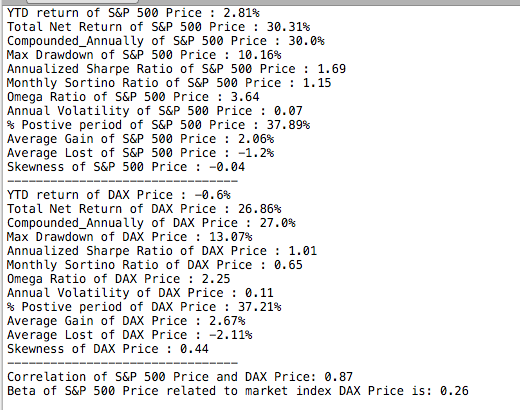 YTD return of S&P 500 Price : 2.81%
Total Net Return of S&P 500 Price : 30.31%
Compounded_Annually of S&P 500 Price : 30.0%
Max Drawdown of S&P 500 Price : 10.16%
Annualized Sharpe Ratio of S&P 500 Price : 1.69
Monthly Sortino Ratio of S&P 500 Price : 1.15
Omega Ratio of S&P 500 Price : 3.64
Annual Volatility of S&P 500 Price : 0.07
% Postive period of S&P 500 Price : 37.89%
Average Gain of S&P 500 Price : 2.06%
Average Lost of S&P 500 Price : -1.2%
Skewness of S&P 500 Price : -0.04
---------------------------------
YTD return of DAX Price : -0.6%
Total Net Return of DAX Price : 26.86%
Compounded_Annually of DAX Price : 27.0%
Max Drawdown of DAX Price : 13.07%
Annualized Sharpe Ratio of DAX Price : 1.01
Monthly Sortino Ratio of DAX Price : 0.65
Omega Ratio of DAX Price : 2.25
Annual Volatility of DAX Price : 0.11
% Postive period of DAX Price : 37.21%
Average Gain of DAX Price : 2.67%
Average Lost of DAX Price : -2.11%
Skewness of DAX Price : 0.44
---------------------------------
Correlation of S&P 500 Price and DAX Price: 0.87
Beta of S&P 500 Price related to market index DAX Price is: 0.26